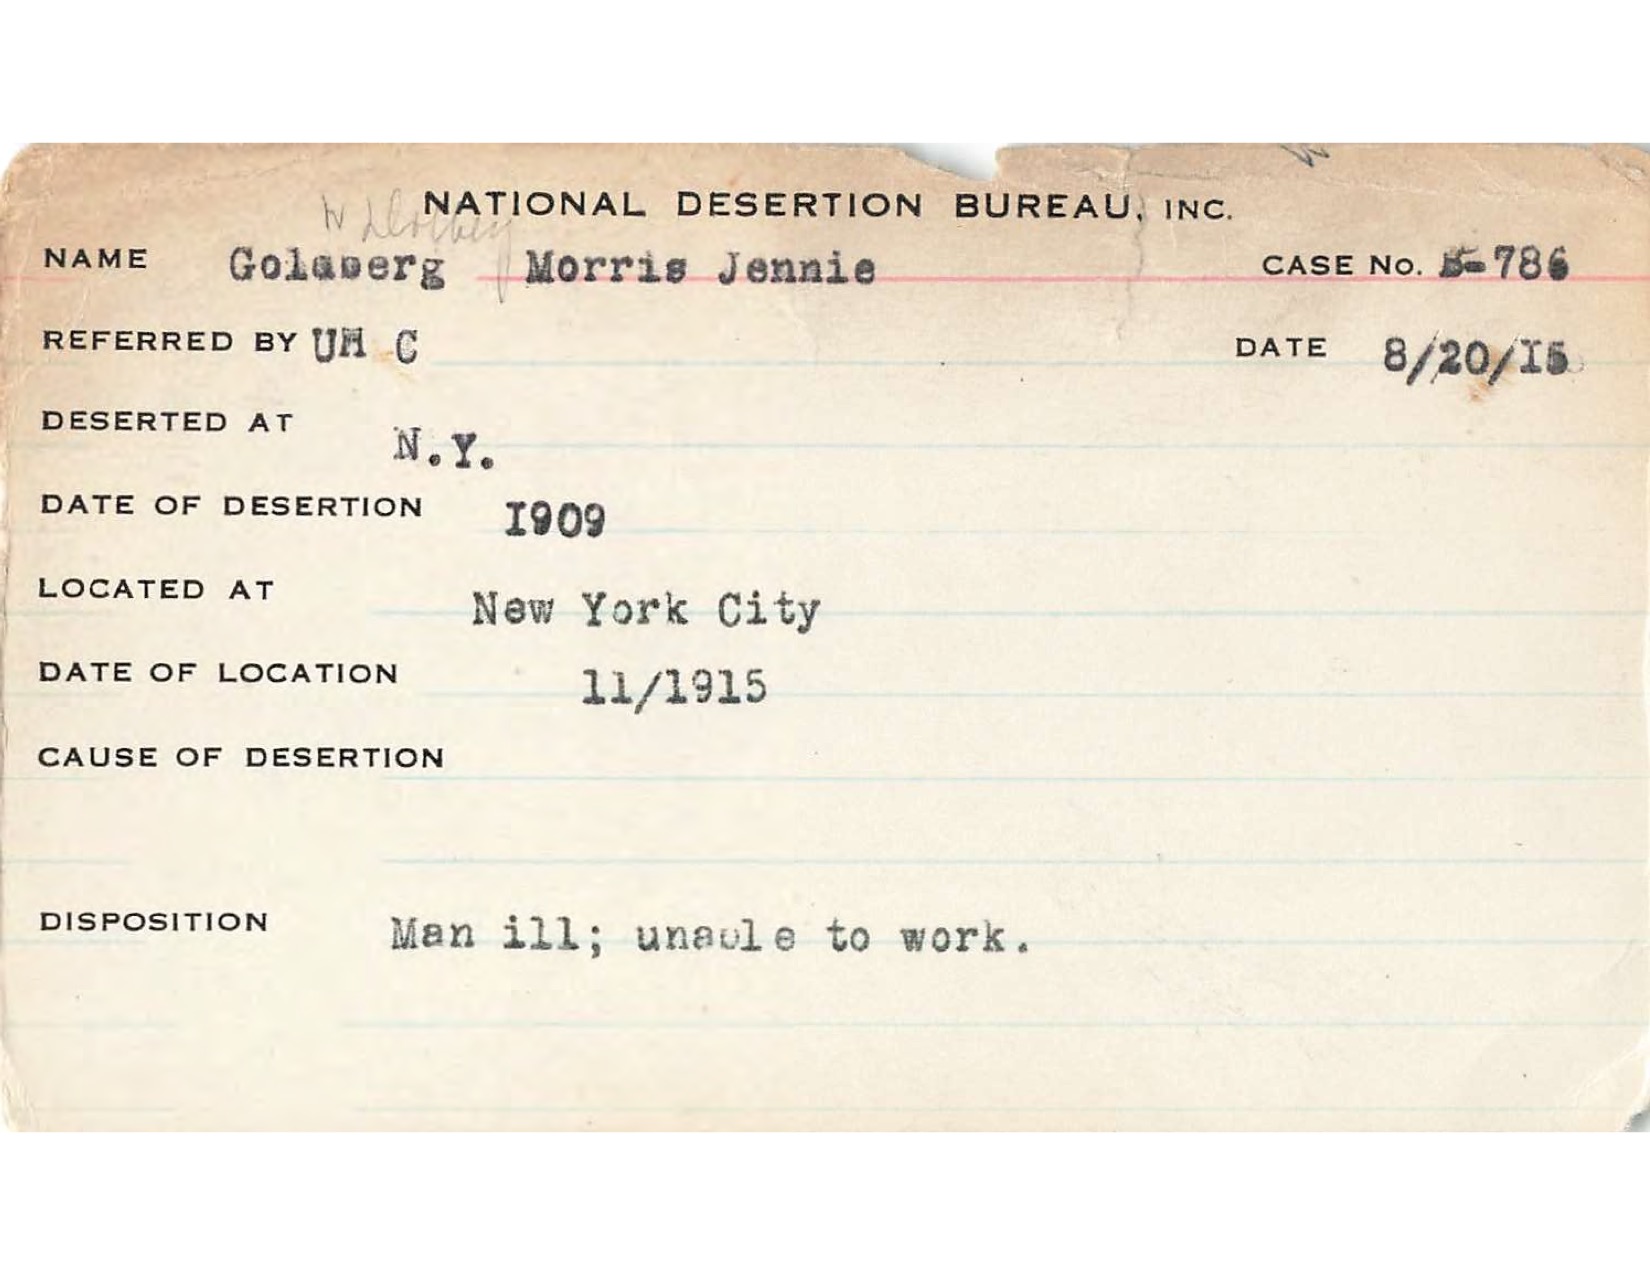 NATIONAL DESERTION BUREAU, INC.
NAME Goldberg Morris Jennie CASE No. B-786
REFERRED BY UH C DATE 8/20/15
DESERTED AT N.Y.
DATE OF DESERTION I909
LOCATED AT New York City
DATE OF LOCATION 11/1915
CAUSE OF DESERTION
DISPOSITION Man ill; unable to work.